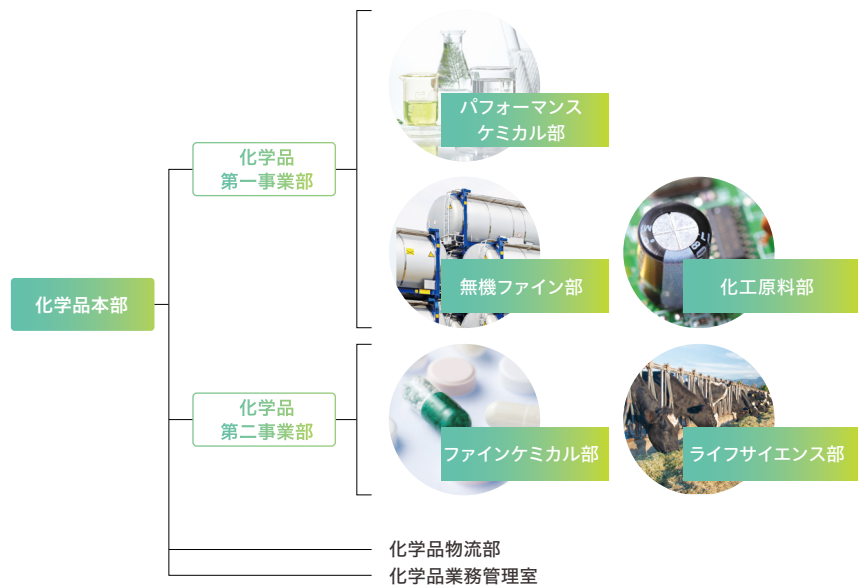 化学品本部
化学品
第一事業部
パフォーマンス
ケミカル部
無機ファイン部
化工原料部
化学品
第二事業部
ファインケミカル部
ライフサイエンス部
化学品物流部
化学品業務管理室